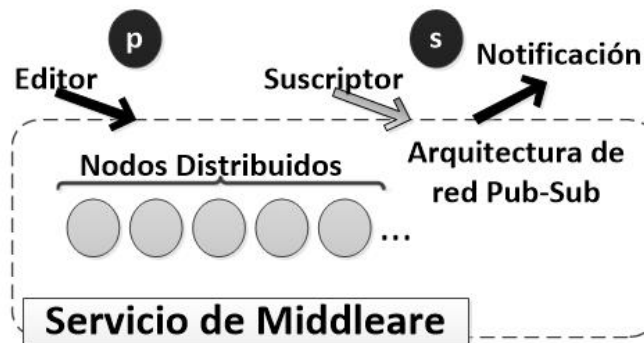 p
s
Editor
Suscriptor
Notificación
Nodos Distribuidos
Arquitectura de
red Pub-Sub
...
Servicio de Middleare